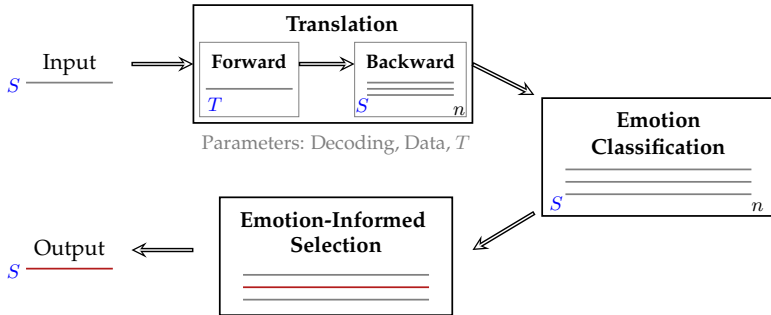 Translation
Input
S
Forward
T
Backward
S
n
Parameters: Decoding, Data, T
Emotion
Classification
S
n
Emotion-Informed
Selection
Output
S